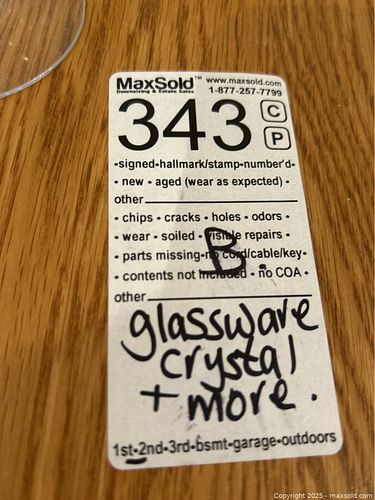 MaxSold™ www.maxsold.com
Downsizing & Estate Sales 1-877-257-7799
343 C
P
•signed-hallmark/stamp-number'd•
• new • aged (wear as expected) •
other
• chips • cracks • holes • odors •
• wear • soiled • visible repairs •
B.
• parts missing•no cord/cable/key•
• contents not included • no COA •
other
glassware
crystal
+ more.
1st-2nd-3rd-bsmt-garage-outdoors
Copyright 2025 - maxsold.com